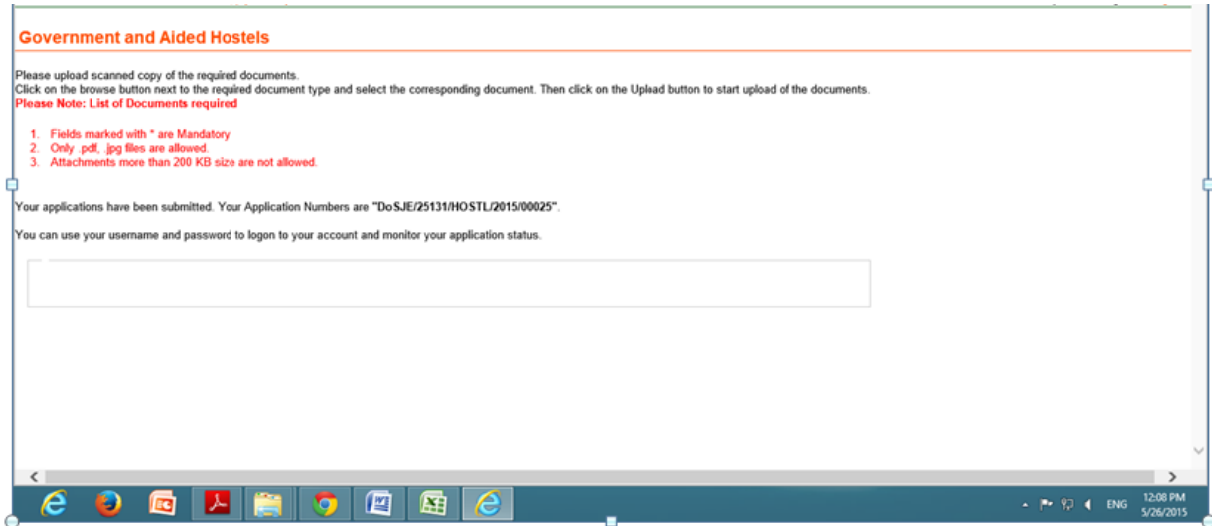 Government and Aided Hostels
Please upload scanned copy of the required documents.
Click on the browse button next to the required document type and select the corresponding document. Then click on the Upload button to start upload of the documents.
Please Note: List of Documents required
1. Fields marked with * are Mandatory
2. Only .pdf, .jpg files are allowed.
3. Attachments more than 200 KB size are not allowed.
Your applications have been submitted. Your Application Numbers are "DoSJE/25131/HOSTL/2015/00025".
You can use your username and password to logon to your account and monitor your application status.
ENG
12:08 PM
5/26/2015